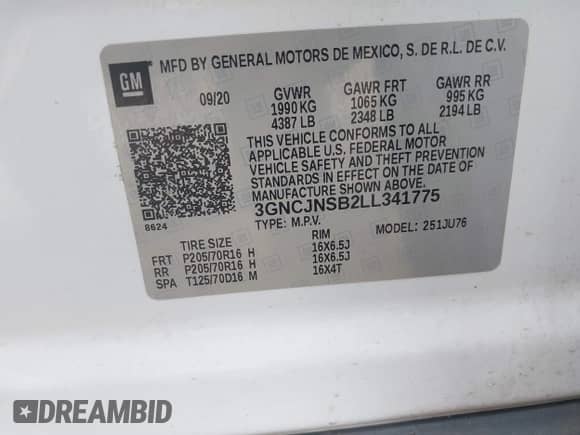 GM
MFD BY GENERAL MOTORS DE MEXICO, S. DE R.L. DE C.V.
09/20 GVWR GAWR FRT GAWR RR
1990 KG 1065 KG 995 KG
4387 LB 2348 LB 2194 LB
THIS VEHICLE CONFORMS TO ALL
APPLICABLE U.S. FEDERAL MOTOR
VEHICLE SAFETY AND THEFT PREVENTION
STANDARDS IN EFFECT ON THE DATE OF
MANUFACTURE SHOWN ABOVE.
8624 3GNCJNSB2LL341775
TYPE: M.P.V. MODEL: 251JU76
TIRE SIZE RIM
FRT P205/70R16 H 16X6.5J
RR P205/70R16 H 16X6.5J
SPA T125/70D16 M 16X4T
DREAMBID